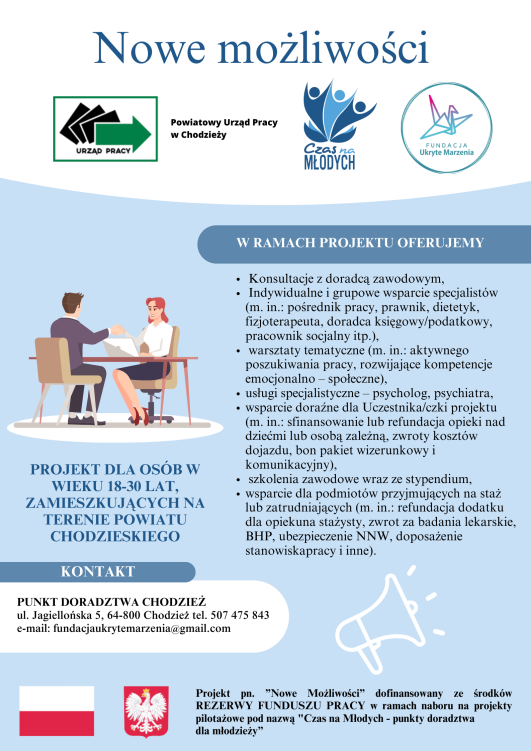 Nowe możliwości
URZĄD PRACY
Powiatowy Urząd Pracy
w Chodzieży
Czas na
MŁODYCH
FUNDACJA
Ukryte Marzenia
W RAMACH PROJEKTU OFERUJEMY
• Konsultacje z doradcą zawodowym,
• Indywidualne i grupowe wsparcie specjalistów
(m. in.: pośrednik pracy, prawnik, dietetyk,
fizjoterapeuta, doradca księgowy/podatkowy,
pracownik socjalny itp.),
• warsztaty tematyczne (m. in.: aktywnego
poszukiwania pracy, rozwijające kompetencje
emocjonalno – społeczne),
• usługi specjalistyczne – psycholog, psychiatra,
• wsparcie doraźne dla Uczestnika/czki projektu
(m. in.: sfinansowanie lub refundacja opieki nad
dziećmi lub osobą zależną, zwroty kosztów
dojazdu, bon pakiet wizerunkowy i
komunikacyjny),
• szkolenia zawodowe wraz ze stypendium,
• wsparcie dla podmiotów przyjmujących na staż
lub zatrudniających (m. in.: refundacja dodatku
dla opiekuna stażysty, zwrot za badania lekarskie,
BHP, ubezpieczenie NNW, doposażenie
stanowiskapracy i inne).
PROJEKT DLA OSÓB W
WIEKU 18-30 LAT,
ZAMIESZKUJĄCYCH NA
TERENIE POWIATU
CHODZIESKIEGO
KONTAKT
PUNKT DORADZTWA CHODZIEŻ
ul. Jagiellońska 5, 64-800 Chodzież tel. 507 475 843
e-mail: fundacjaukrytemarzenia@gmail.com
Projekt pn. ”Nowe Możliwości” dofinansowany ze środków
REZERWY FUNDUSZU PRACY w ramach naboru na projekty
pilotażowe pod nazwą "Czas na Młodych - punkty doradztwa
dla młodzieży”